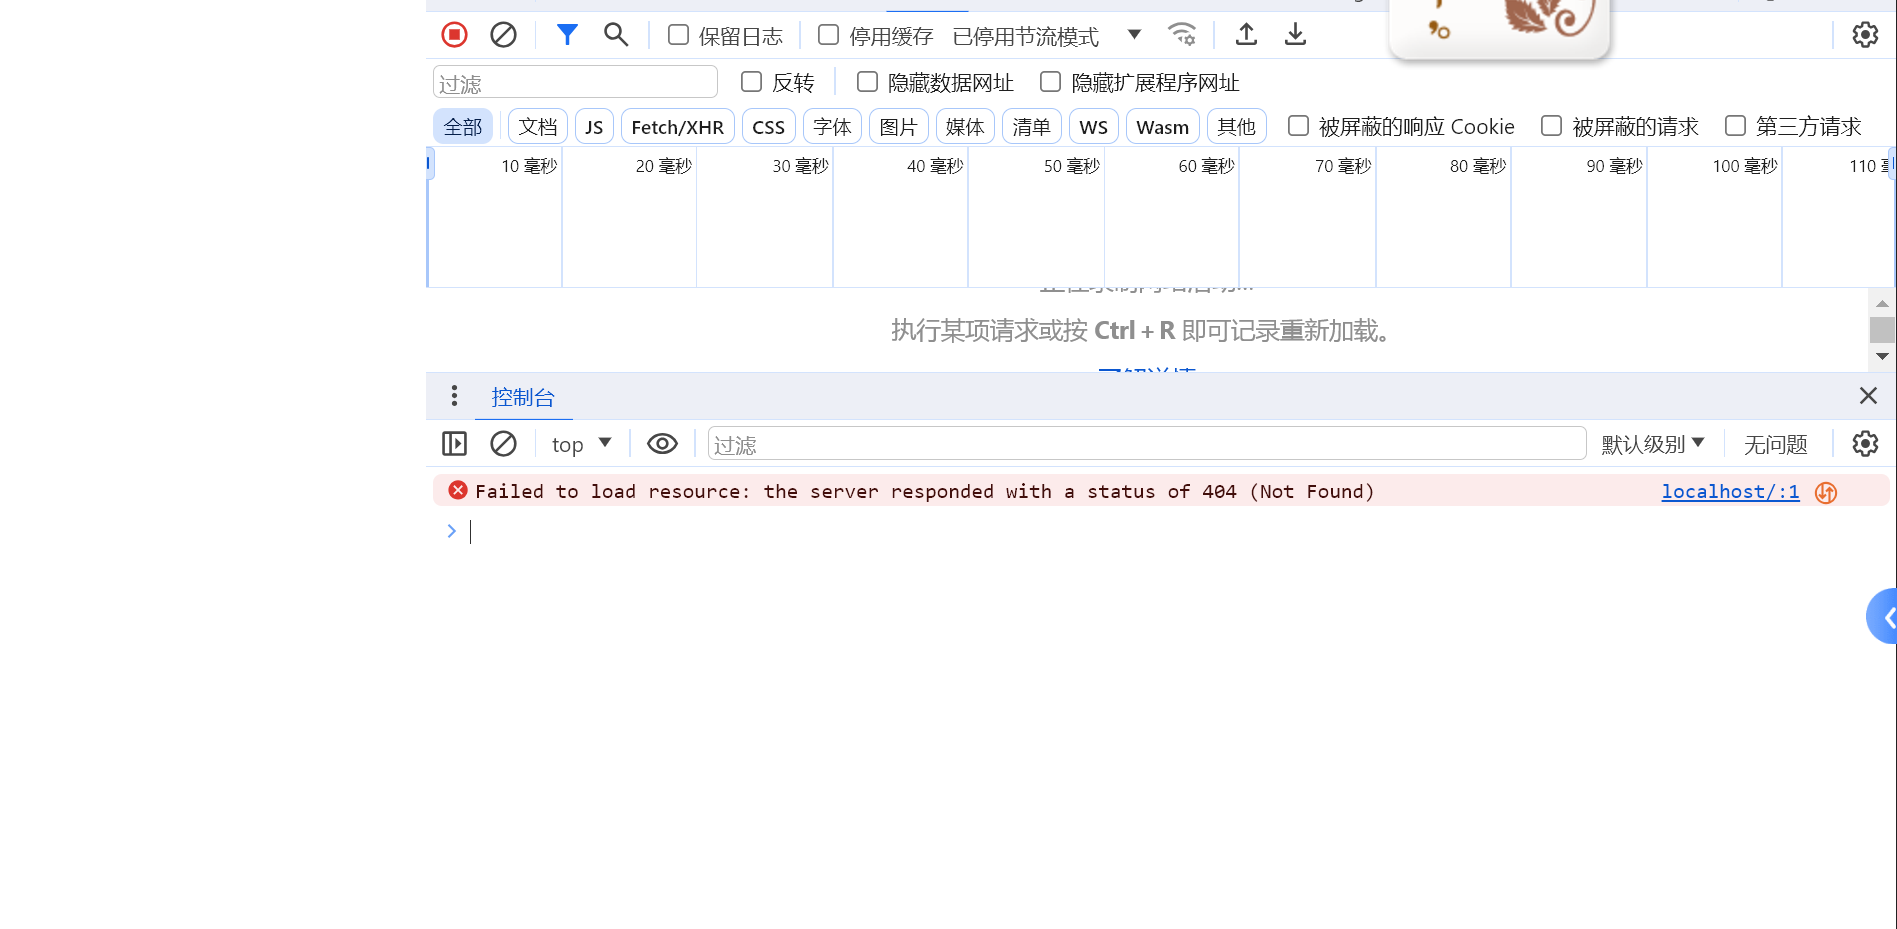 保留日志 停用缓存 已停用节流模式
过滤 反转 隐藏数据网址 隐藏扩展程序网址
全部 文档 JS Fetch/XHR CSS 字体 图片 媒体 清单 WS Wasm 其他 被屏蔽的响应 Cookie 被屏蔽的请求 第三方请求
10 毫秒 20 毫秒 30 毫秒 40 毫秒 50 毫秒 60 毫秒 70 毫秒 80 毫秒 90 毫秒 100 毫秒 110
执行某项请求或按 Ctrl + R 即可记录重新加载。
控制台
top 过滤 默认级别 无问题
Failed to load resource: the server responded with a status of 404 (Not Found) localhost/:1